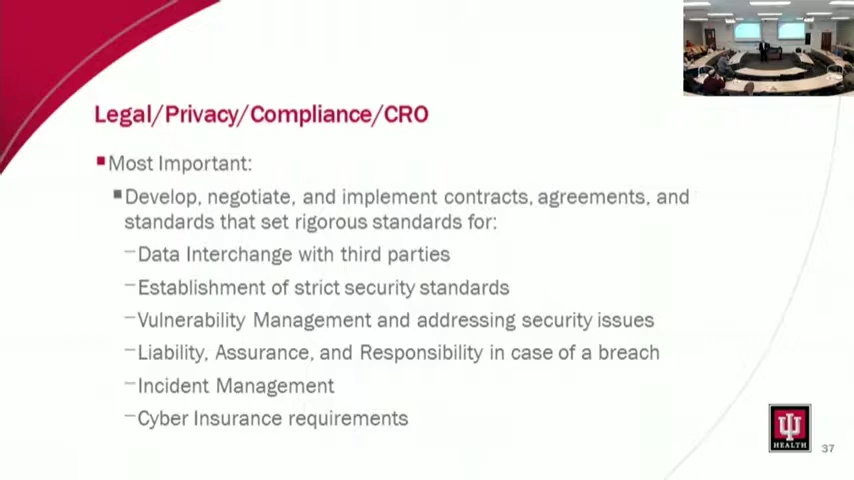 Legal/Privacy/Compliance/CRO
Most Important:
Develop, negotiate, and implement contracts, agreements, and
standards that set rigorous standards for:
Data Interchange with third parties
Establishment of strict security standards
Vulnerability Management and addressing security issues
Liability, Assurance, and Responsibility in case of a breach
Incident Management
Cyber Insurance requirements
HEALTH
37